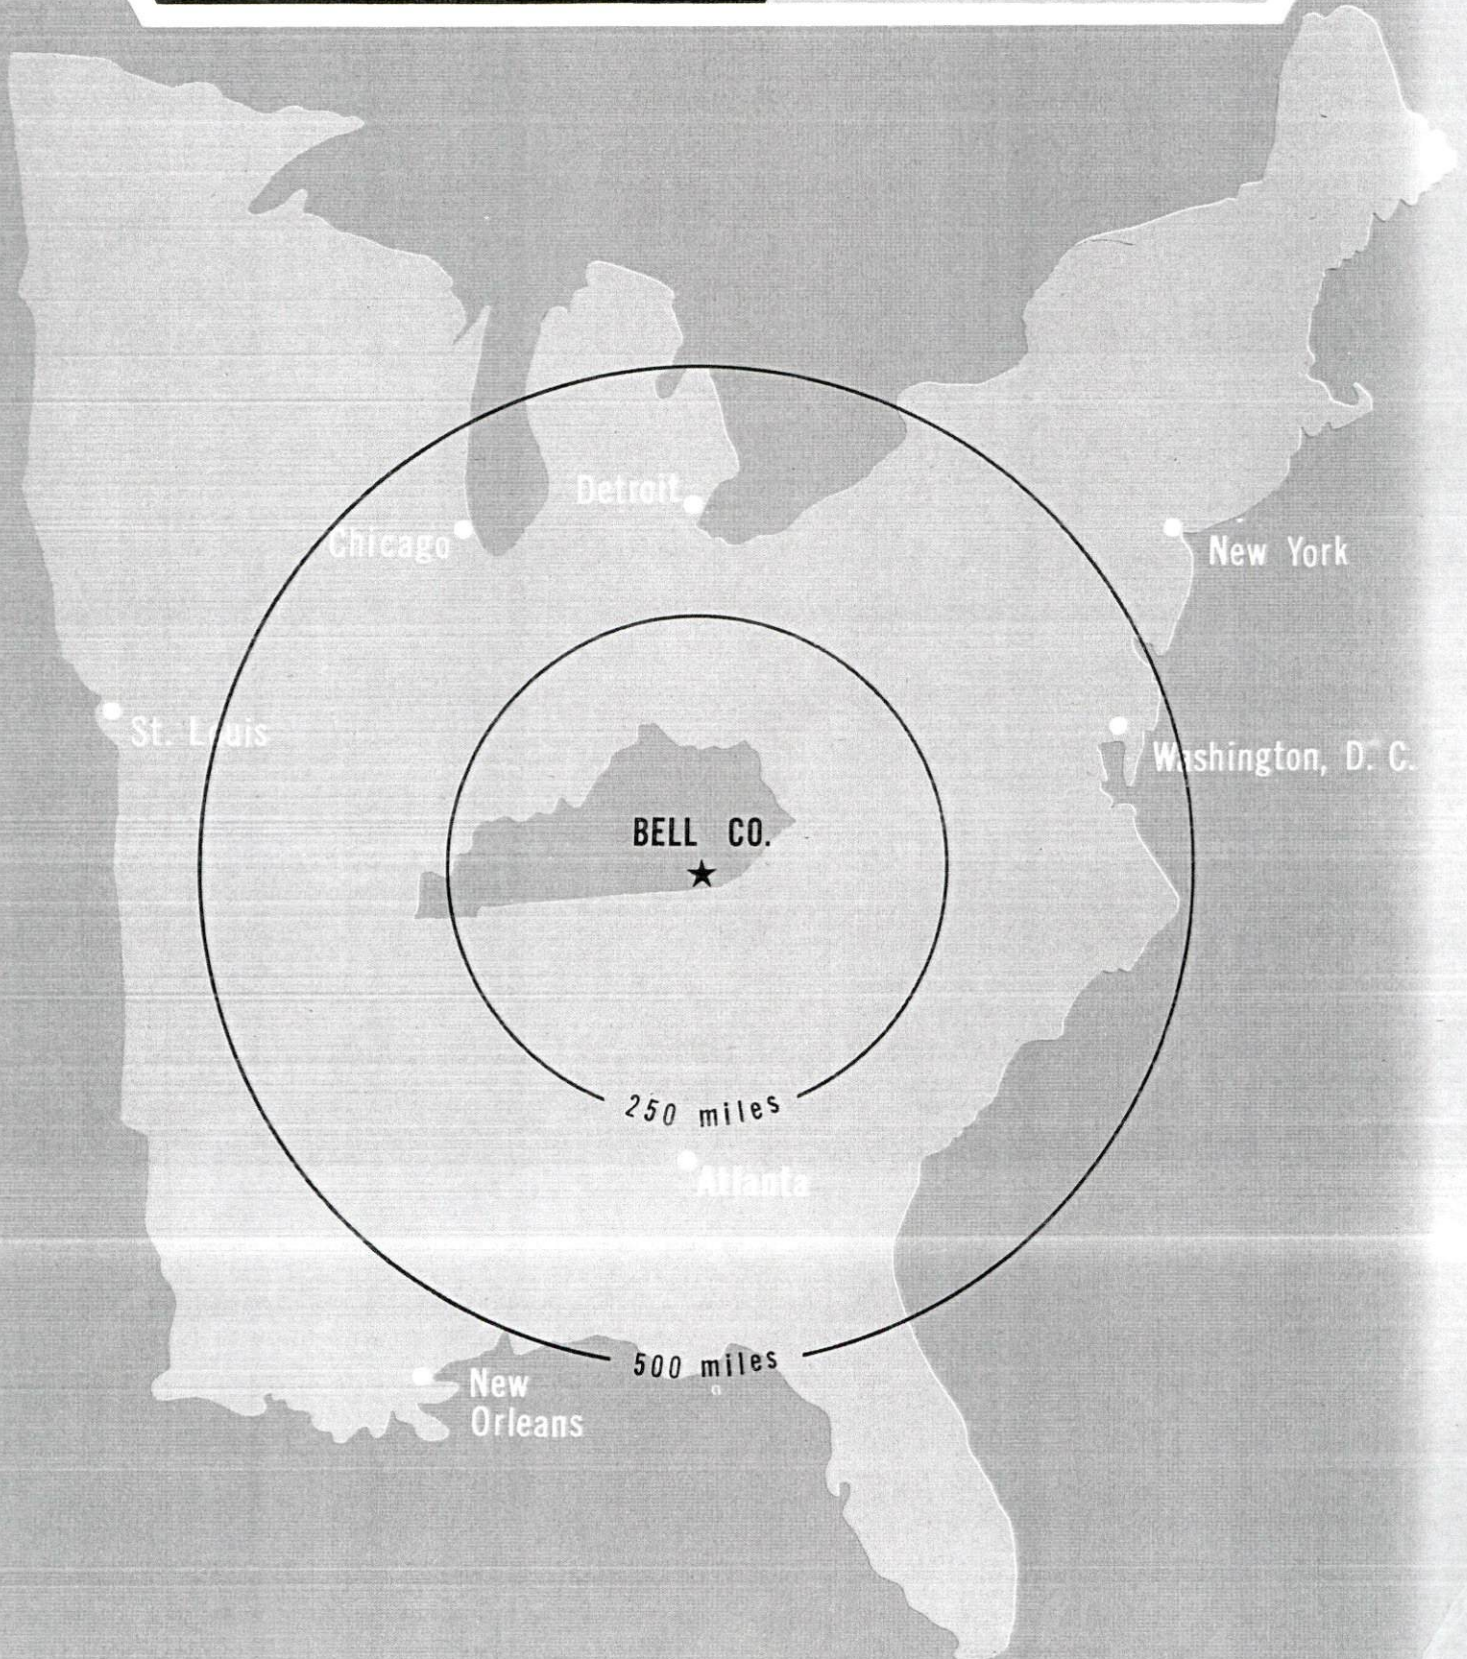 Detroit
Chicago
New York
St. Louis
Washington, D. C.
BELL CO.
250 miles
Atlanta
500 miles
New
Orleans